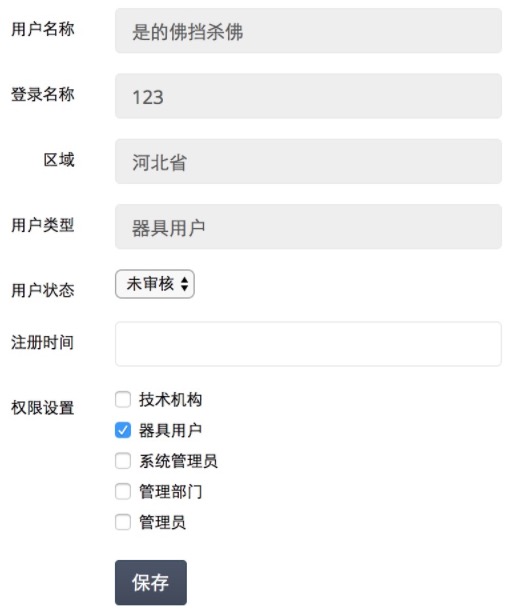 用户名称 是的佛挡杀佛
登录名称 123
区域 河北省
用户类型 器具用户
用户状态 未审核
注册时间
权限设置 技术机构
器具用户
系统管理员
管理部门
管理员
保存